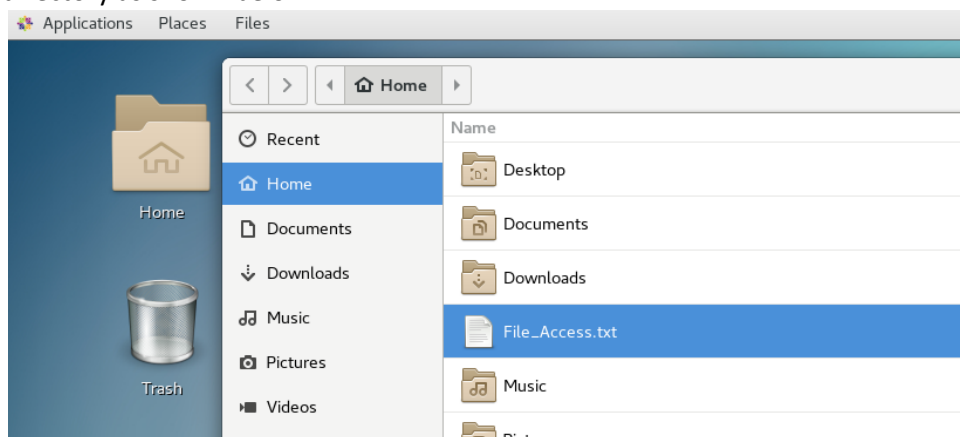 Applications Places Files
Home
Name
Recent
Desktop
Home
Home
Documents
Documents
Downloads
Downloads
Music
File_Access.txt
Pictures
Trash
Music
Videos